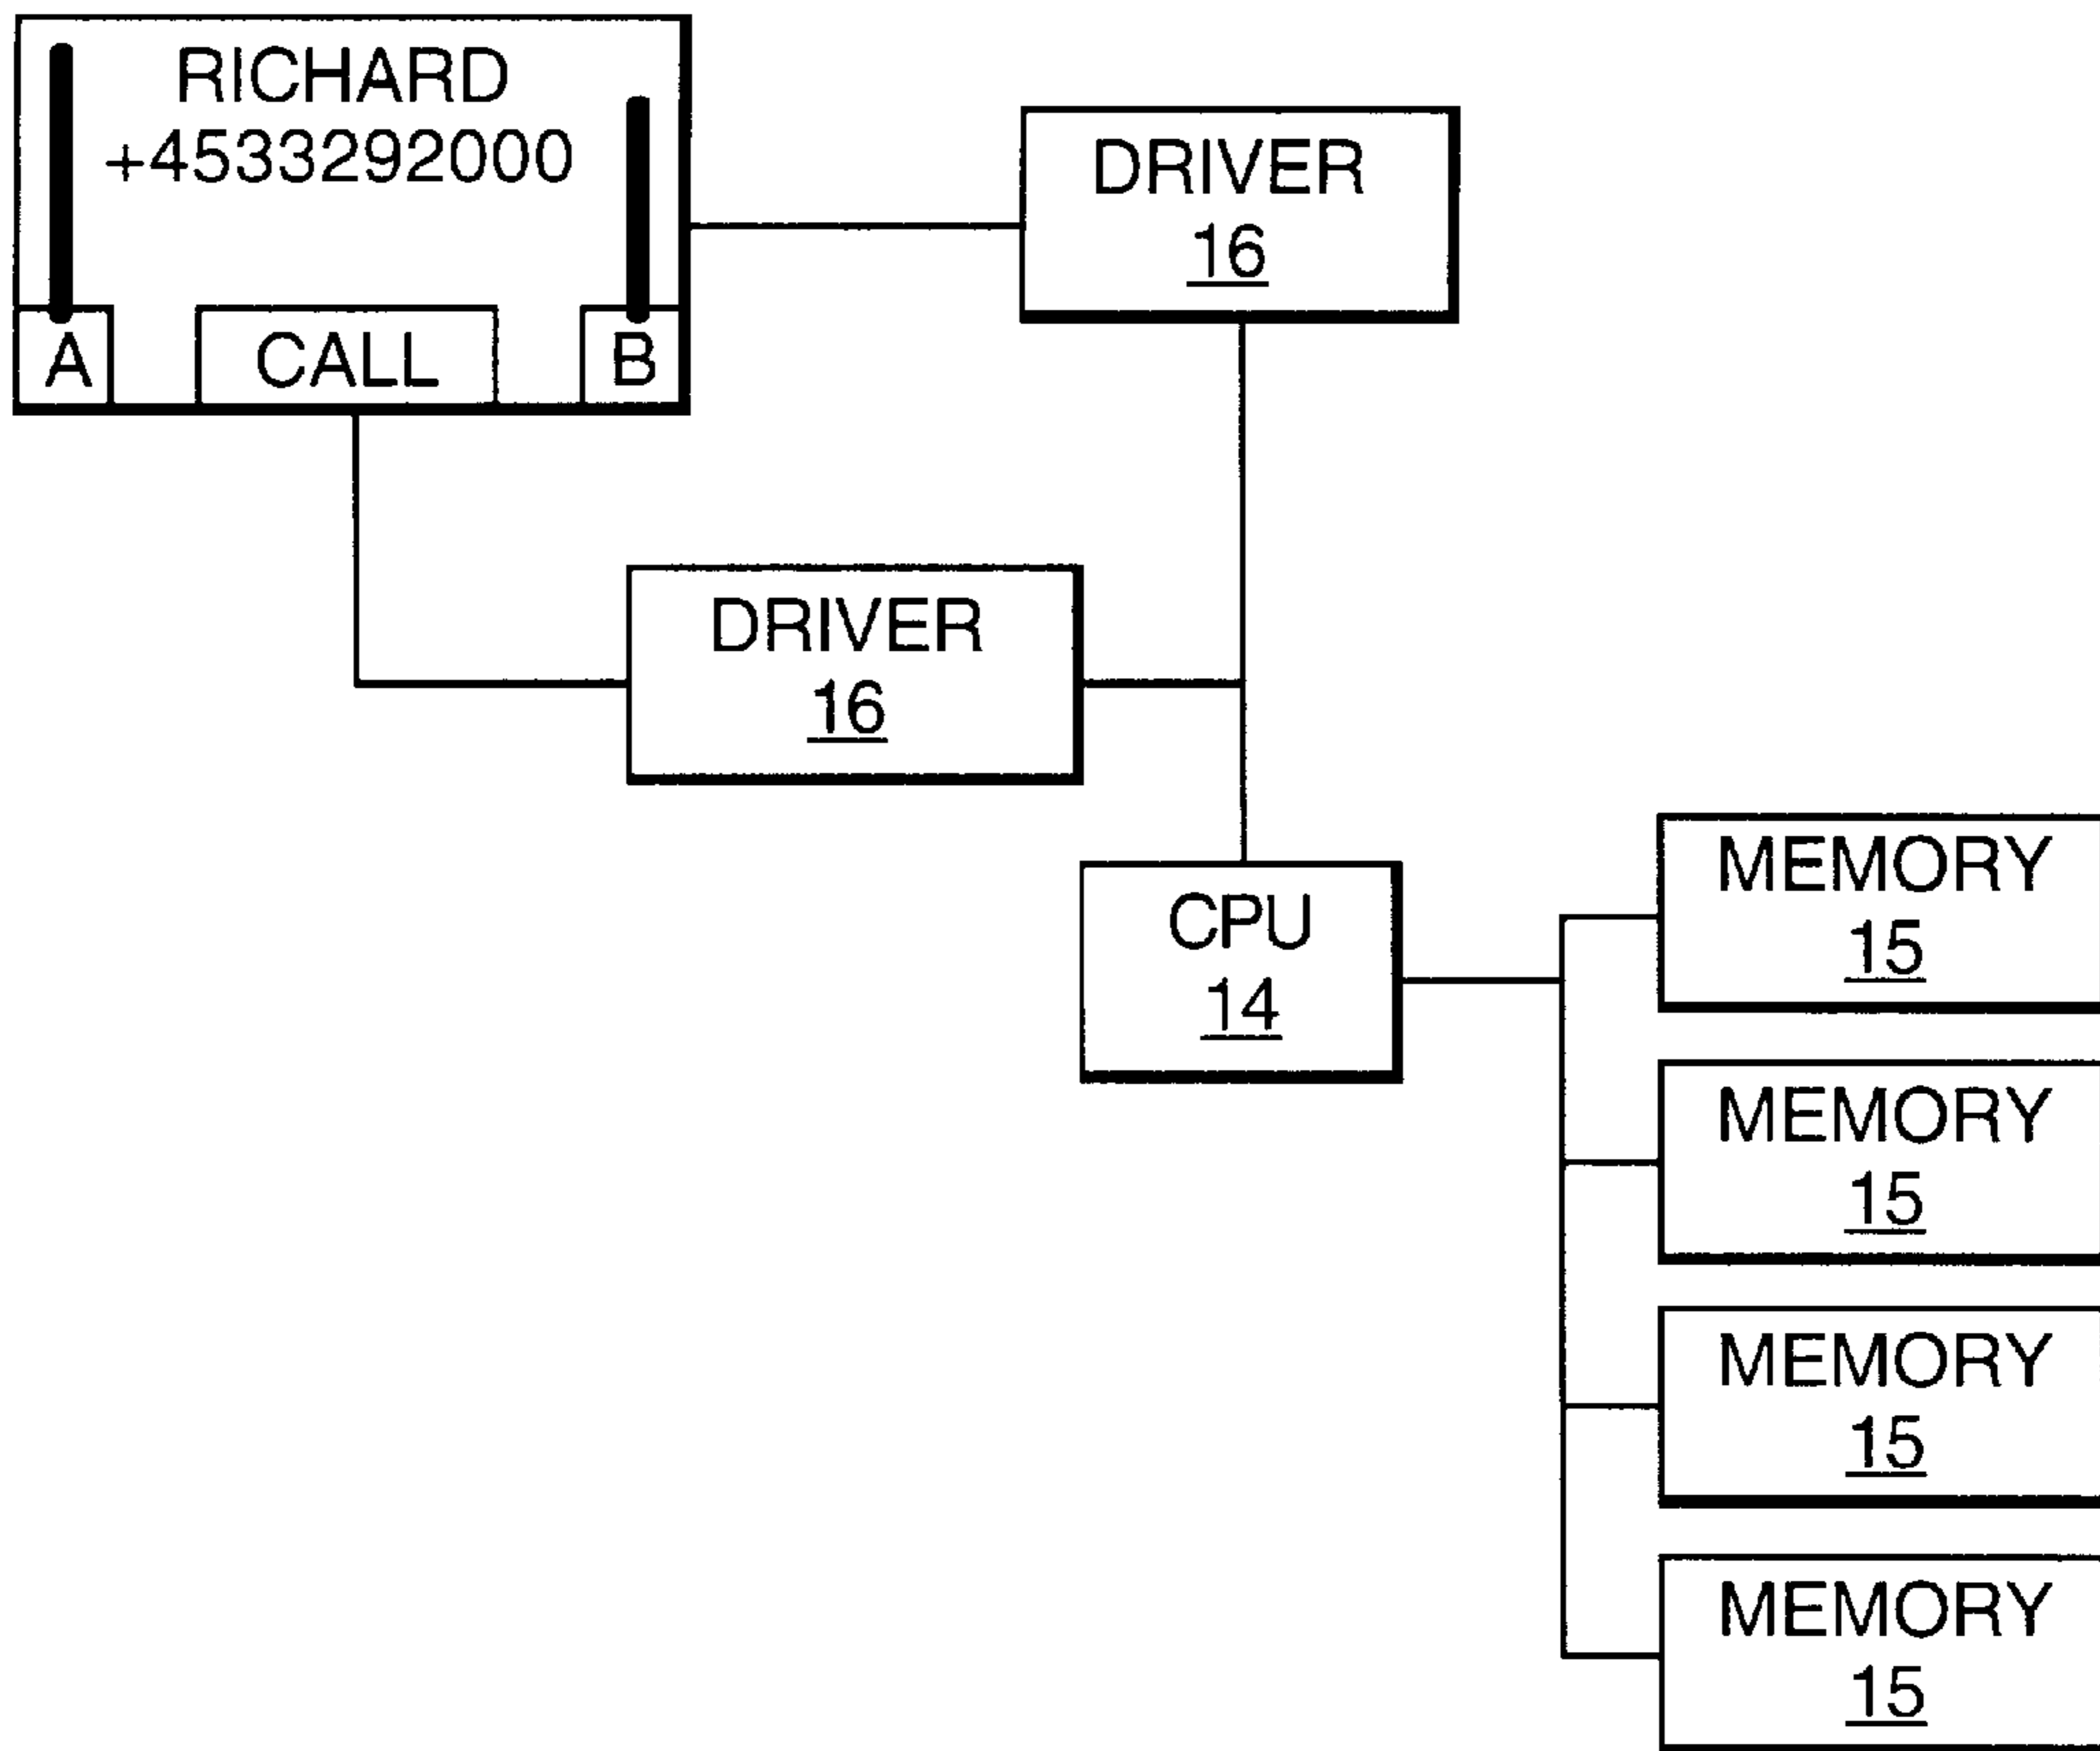 RICHARD
+4533292000
A
CALL
B
DRIVER
16
DRIVER
16
CPU
14
MEMORY
15
MEMORY
15
MEMORY
15
MEMORY
15